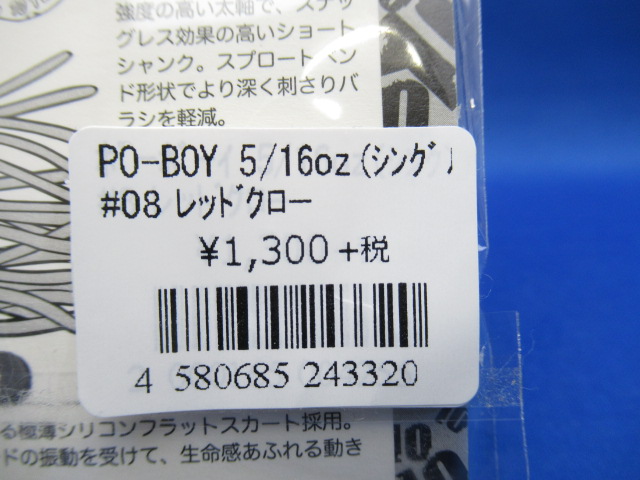 強度の高い太軸で、スナッ
グレス効果の高いショート
シャンク。スプロートベン
ド形状でより深く刺さりバ
ラシを軽減。
PO-BOY 5/16oz(ｼﾝｸﾞﾙ
#08 ﾚｯﾄﾞクロー
¥1,300+税
4 580685 243320
る極薄シリコンフラットスカート採用。
ドの振動を受けて、生命感あふれる動き